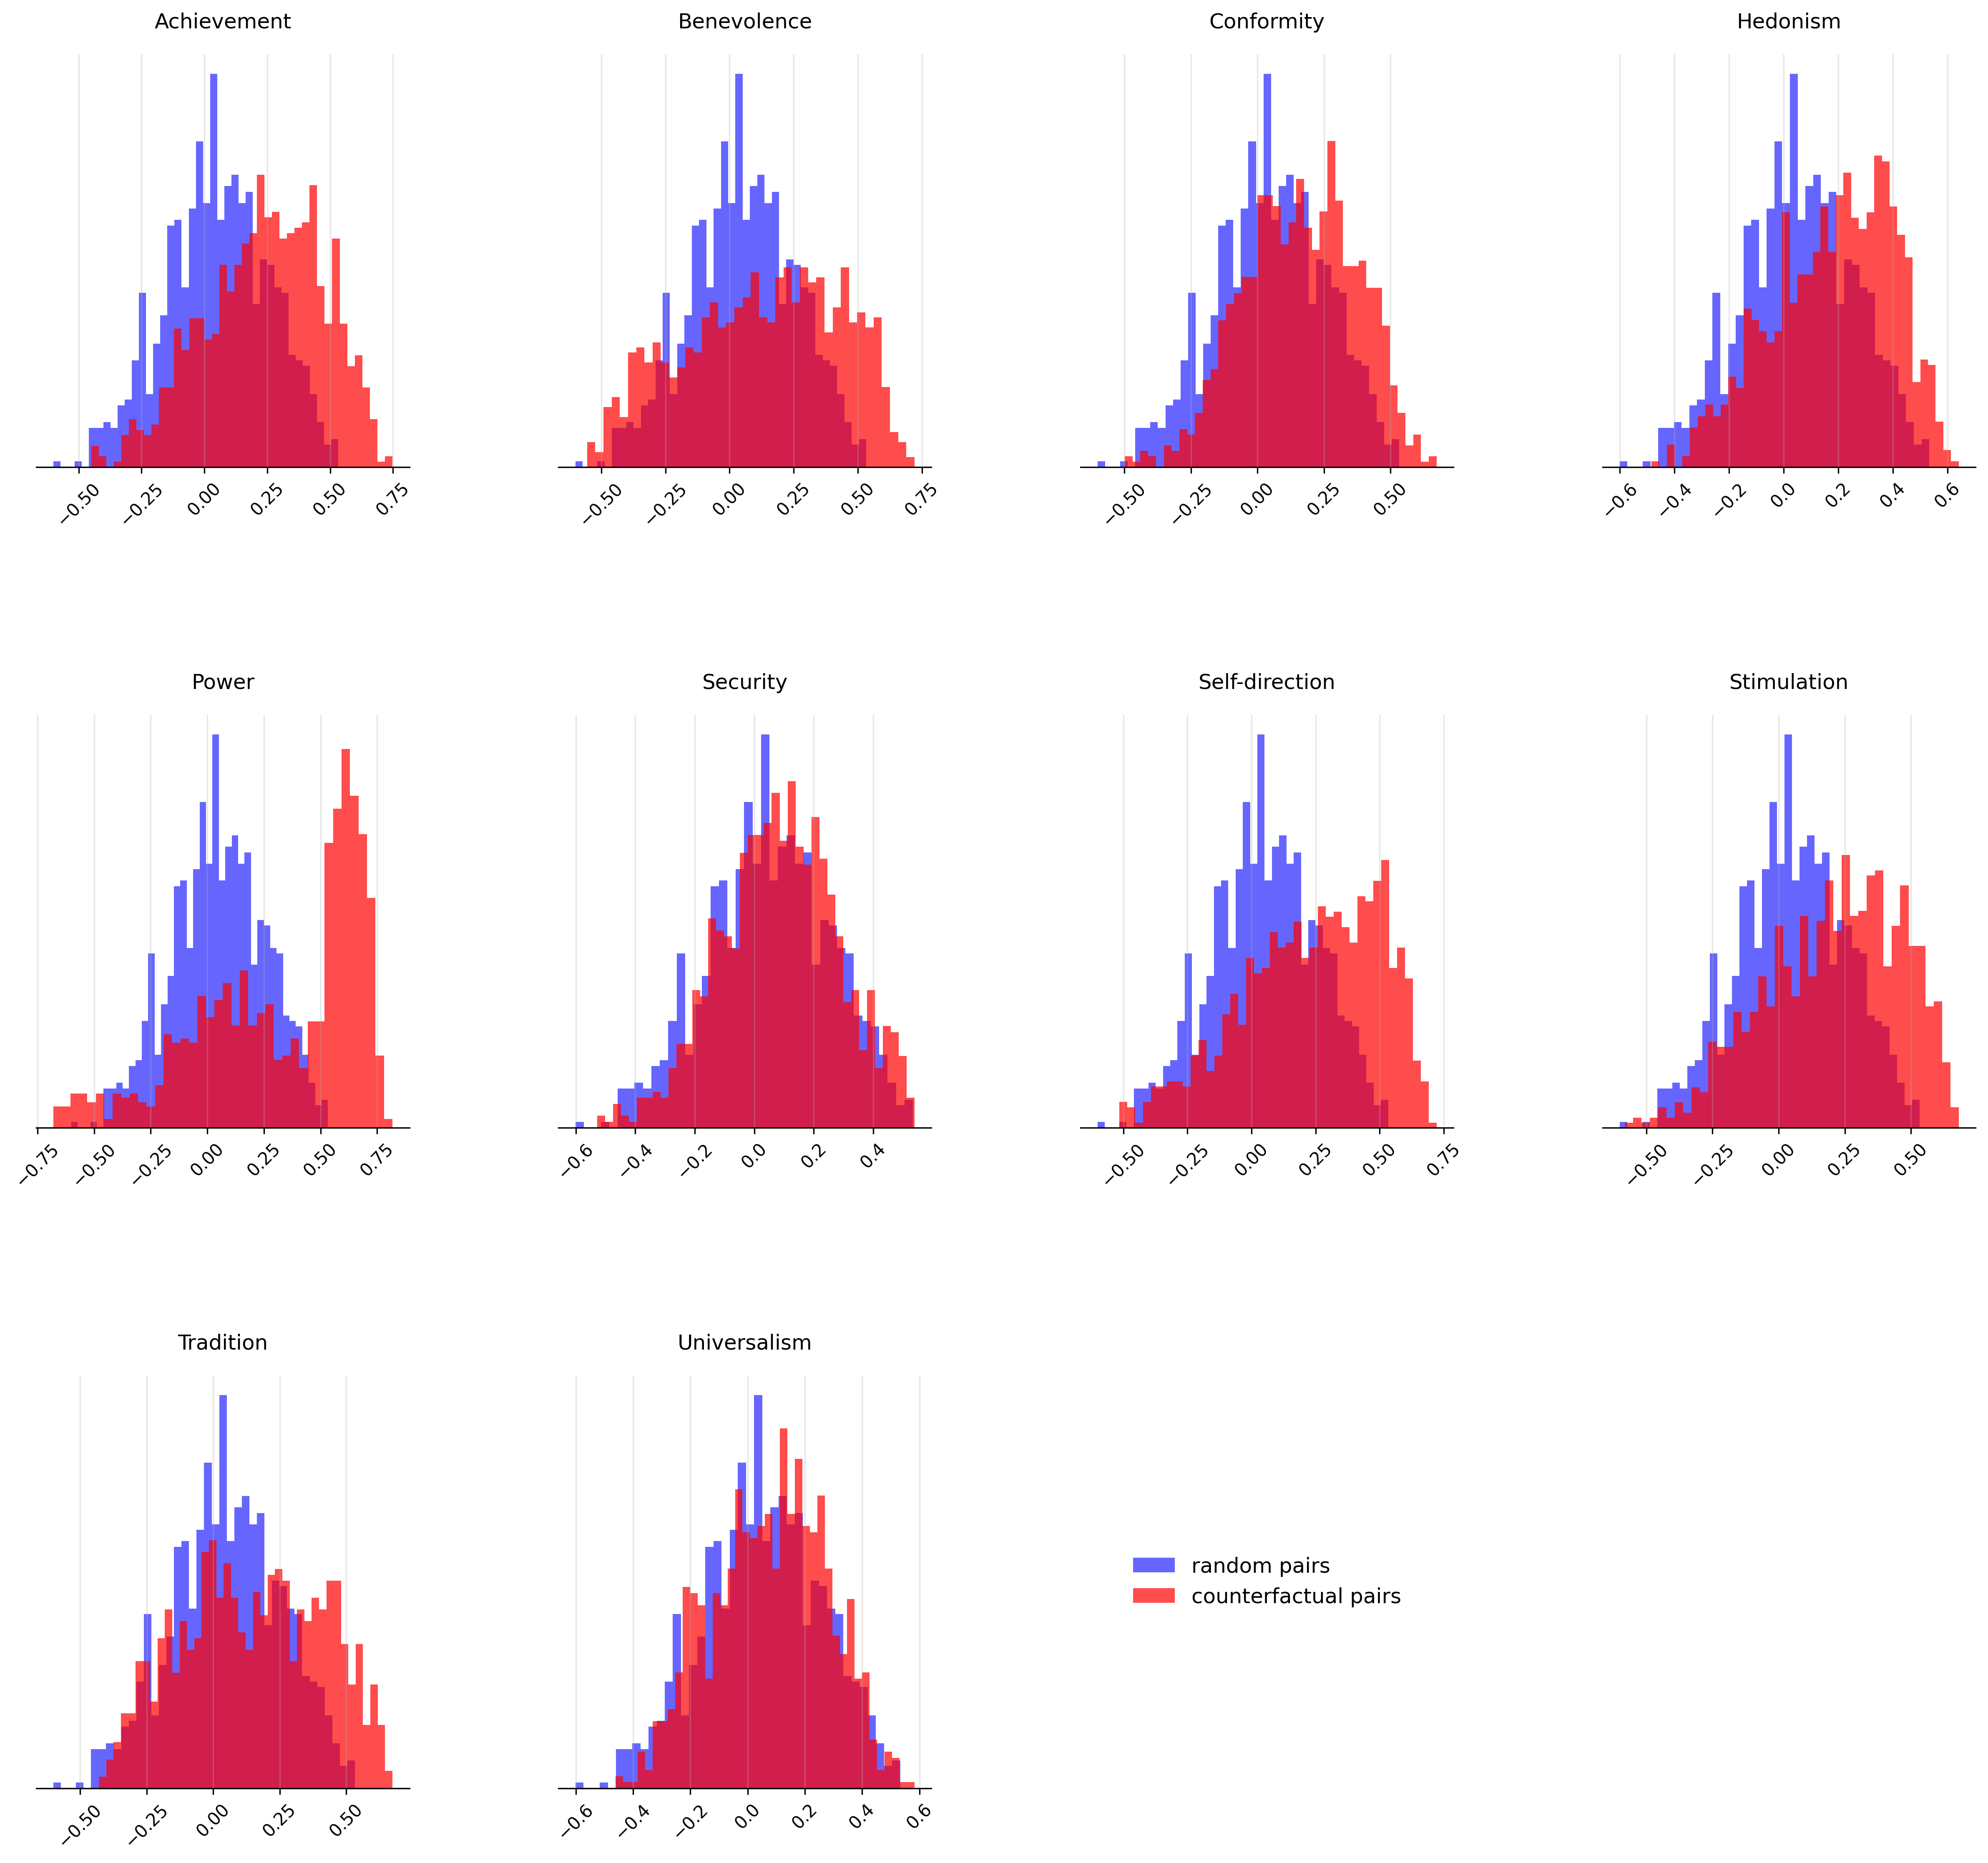 Achievement
Benevolence
Conformity
Hedonism
−0.50 −0.25 0.00 0.25 0.50 0.75
−0.50 −0.25 0.00 0.25 0.50 0.75
−0.50 −0.25 0.00 0.25 0.50
−0.6 −0.4 −0.2 0.0 0.2 0.4 0.6
Power
Security
Self-direction
Stimulation
−0.75 −0.50 −0.25 0.00 0.25 0.50 0.75
−0.6 −0.4 −0.2 0.0 0.2 0.4
−0.50 −0.25 0.00 0.25 0.50 0.75
−0.50 −0.25 0.00 0.25 0.50
Tradition
Universalism
random pairs
counterfactual pairs
−0.50 −0.25 0.00 0.25 0.50
−0.6 −0.4 −0.2 0.0 0.2 0.4 0.6